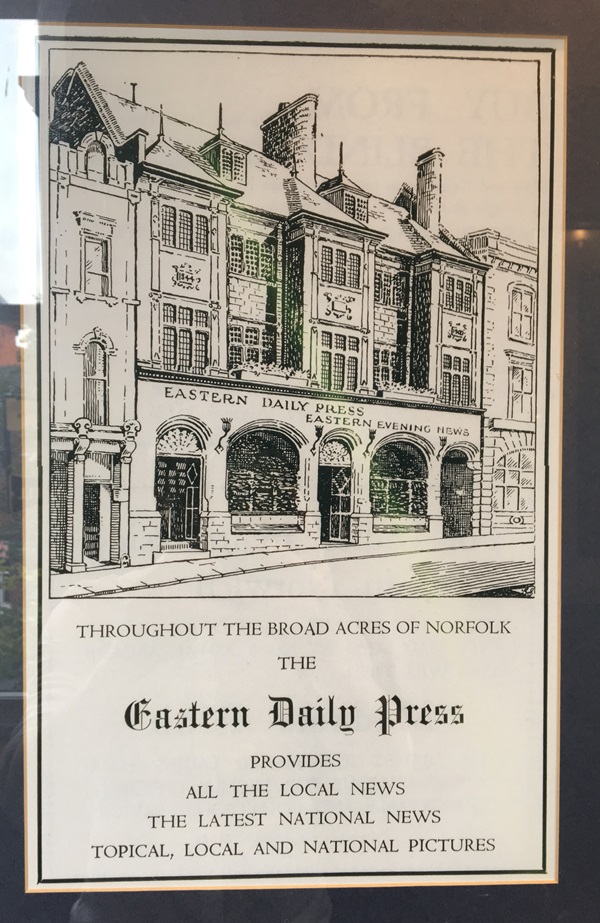 EASTERN DAILY PRESS
EASTERN EVENING NEWS
THROUGHOUT THE BROAD ACRES OF NORFOLK
THE
Eastern Daily Press
PROVIDES
ALL THE LOCAL NEWS
THE LATEST NATIONAL NEWS
TOPICAL, LOCAL AND NATIONAL PICTURES